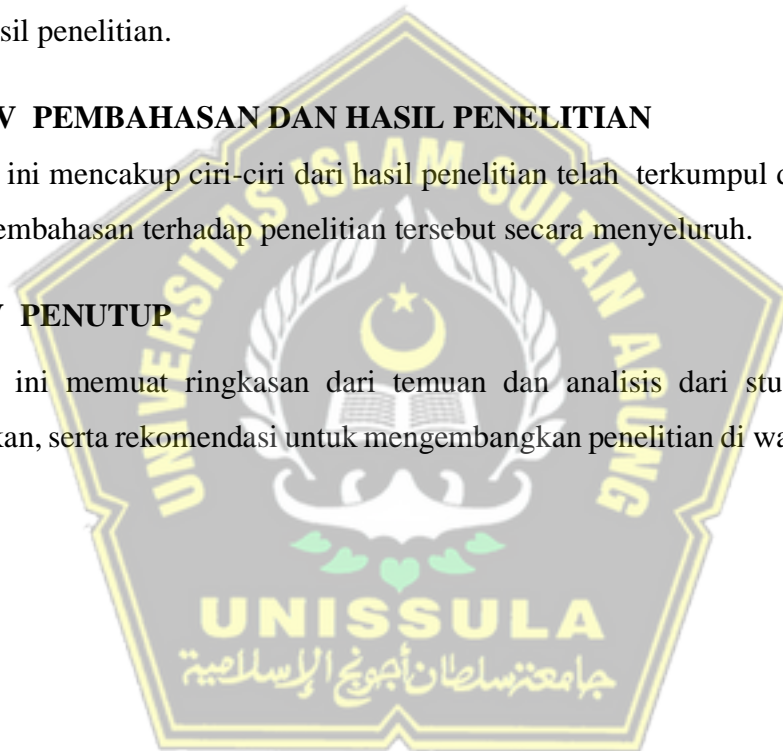 sil penelitian.
V PEMBAHASAN DAN HASIL PENELITIAN
ini mencakup ciri-ciri dari hasil penelitian telah terkumpul d
embahasan terhadap penelitian tersebut secara menyeluruh.
PENUTUP
ini memuat ringkasan dari temuan dan analisis dari stu
kan, serta rekomendasi untuk mengembangkan penelitian di wa
UNIVERSITAS ISLAM SULTAN AGUNG
UNISSULA
جامعة سلطان أجونج الإسلامية